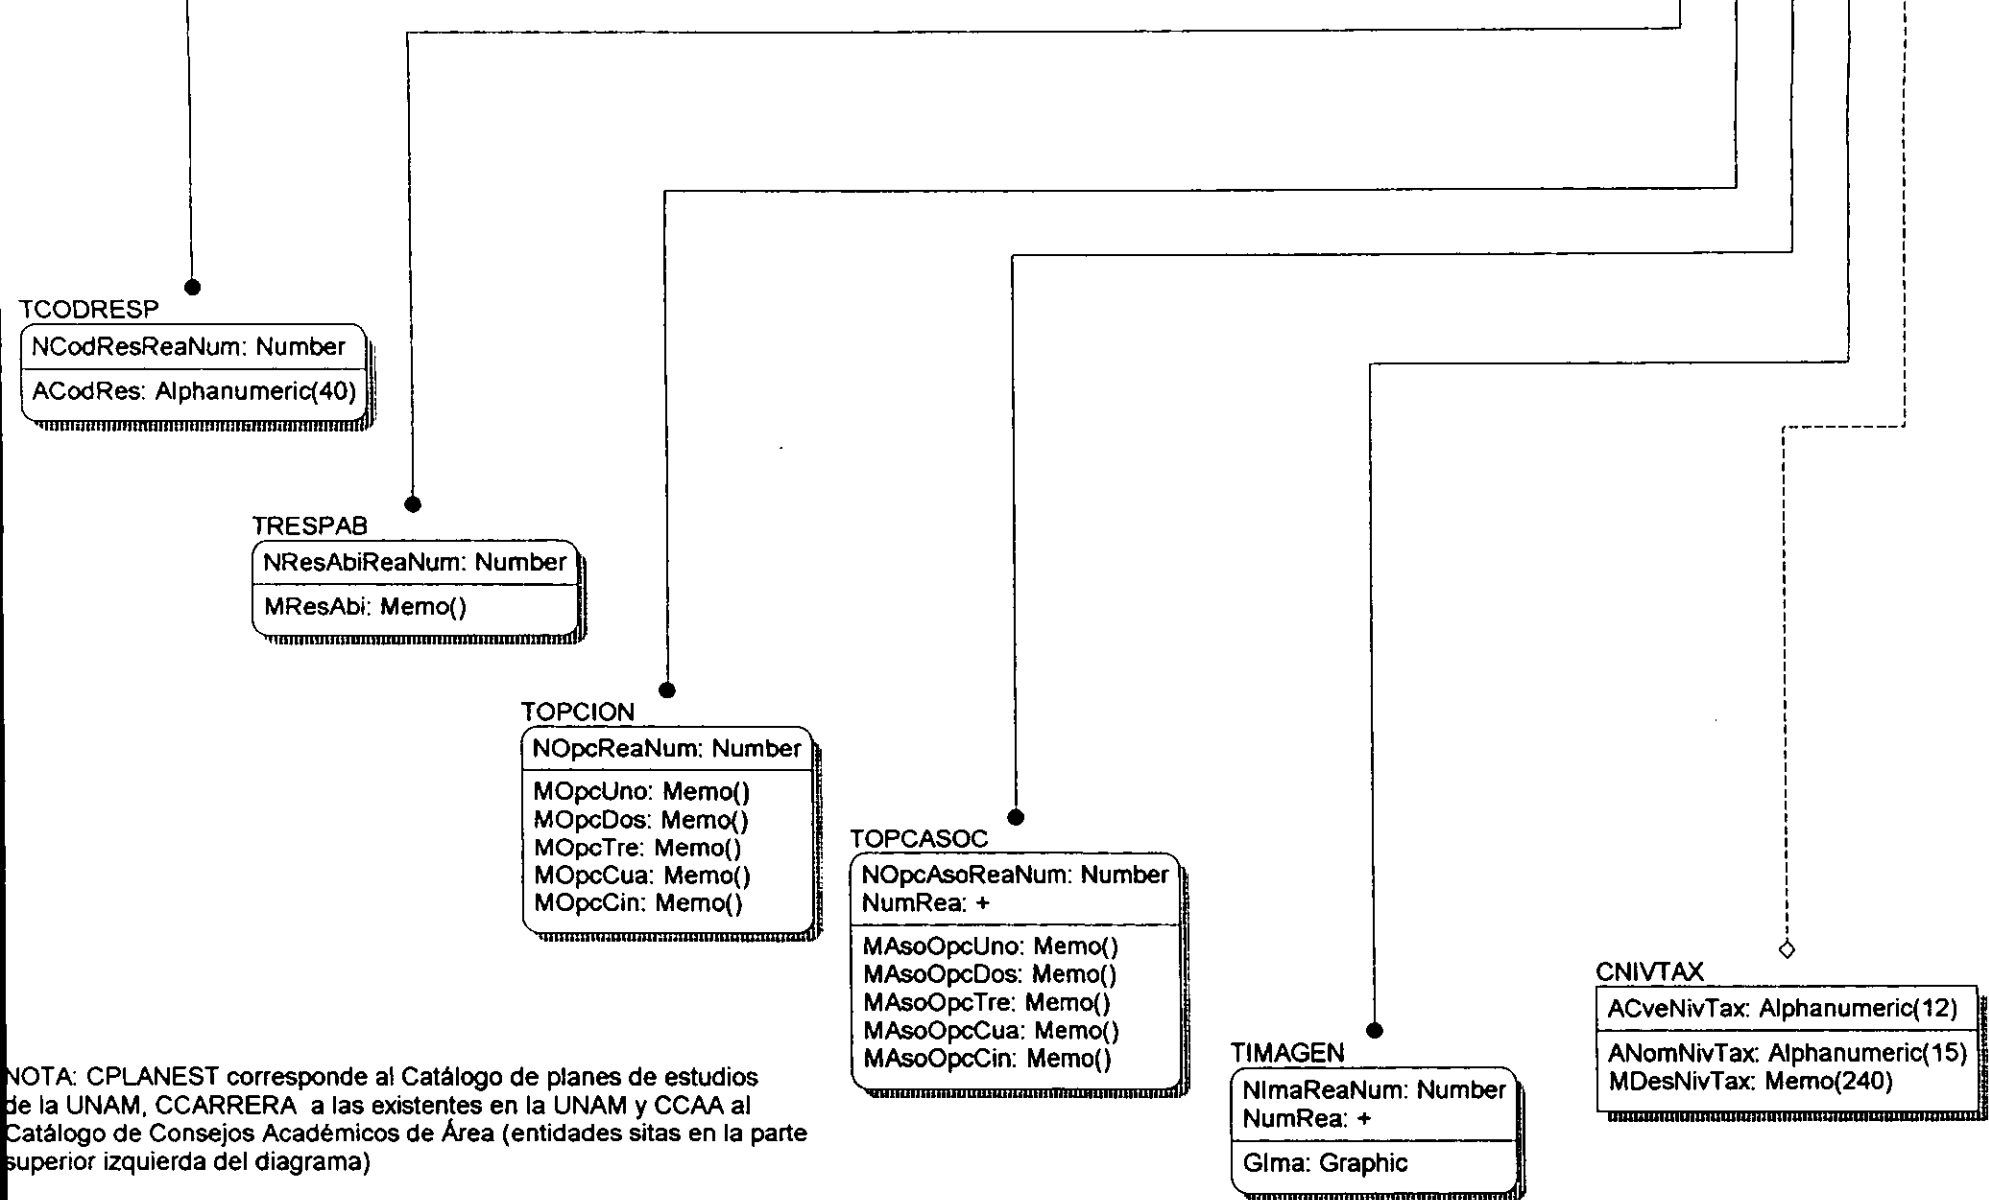 TCODRESP
NCodResReaNum: Number
ACodRes: Alphanumeric(40)
TRESPAB
NResAbiReaNum: Number
MResAbi: Memo()
TOPCION
NOpcReaNum: Number
MOpcUno: Memo()
MOpcDos: Memo()
MOpcTre: Memo()
MOpcCua: Memo()
MOpcCin: Memo()
TOPCASOC
NOpcAsoReaNum: Number
NumRea: +
MAsoOpcUno: Memo()
MAsoOpcDos: Memo()
MAsoOpcTre: Memo()
MAsoOpcCua: Memo()
MAsoOpcCin: Memo()
TIMAGEN
NImaReaNum: Number
NumRea: +
GIma: Graphic
CNIVTAX
ACveNivTax: Alphanumeric(12)
ANomNivTax: Alphanumeric(15)
MDesNivTax: Memo(240)
NOTA: CPLANEST corresponde al Catálogo de planes de estudios
de la UNAM, CCARRERA a las existentes en la UNAM y CCAA al
Catálogo de Consejos Académicos de Área (entidades sitas en la parte
superior izquierda del diagrama)